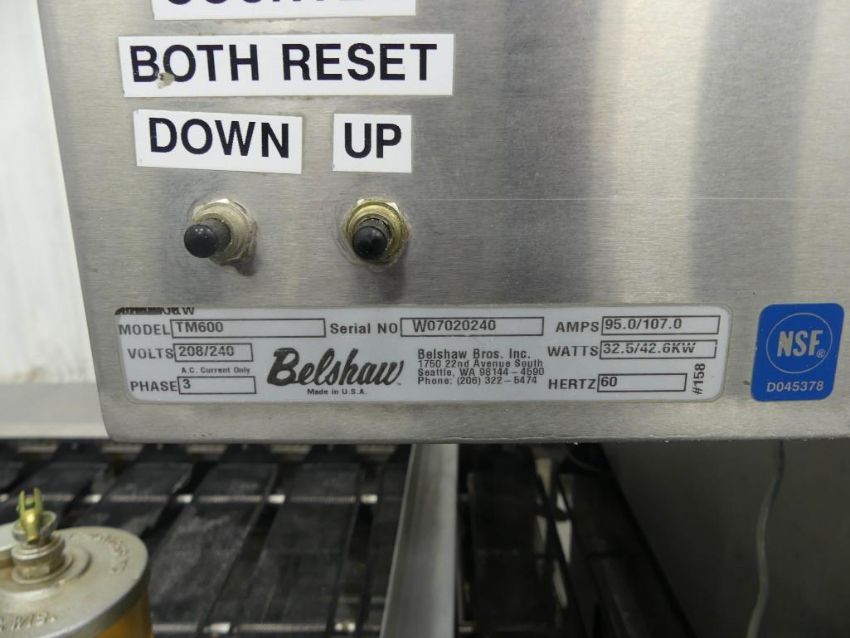 BOTH RESET
DOWN UP
MODEL TM600 Serial NO W07020240 AMPS 95.0/107.0
VOLTS 208/240 WATTS 32.5/42.6KW
A.C. Current Only
PHASE 3 HERTZ 60
Belshaw
Made in U.S.A.
Belshaw Bros. Inc.
1750 22nd Avenue South
Seattle, WA 98144-4590
Phone: (206) 322-5474
#158
NSF®
D045378